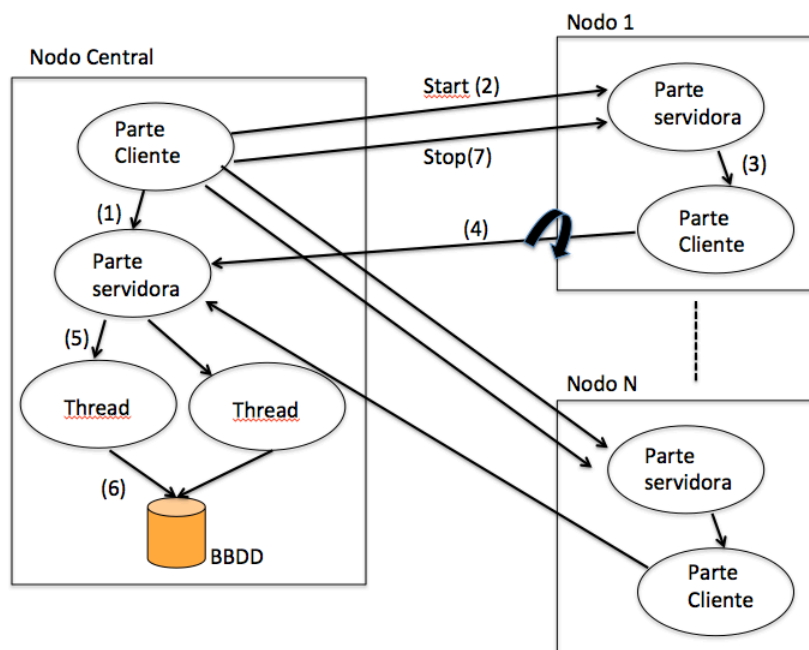 Nodo Central
Parte
Cliente
(1)
Parte
servidora
(5)
Thread
Thread
(6)
BBDD
Start (2)
Stop(7)
(4)
Nodo 1
Parte
servidora
(3)
Parte
Cliente
Nodo N
Parte
servidora
Parte
Cliente